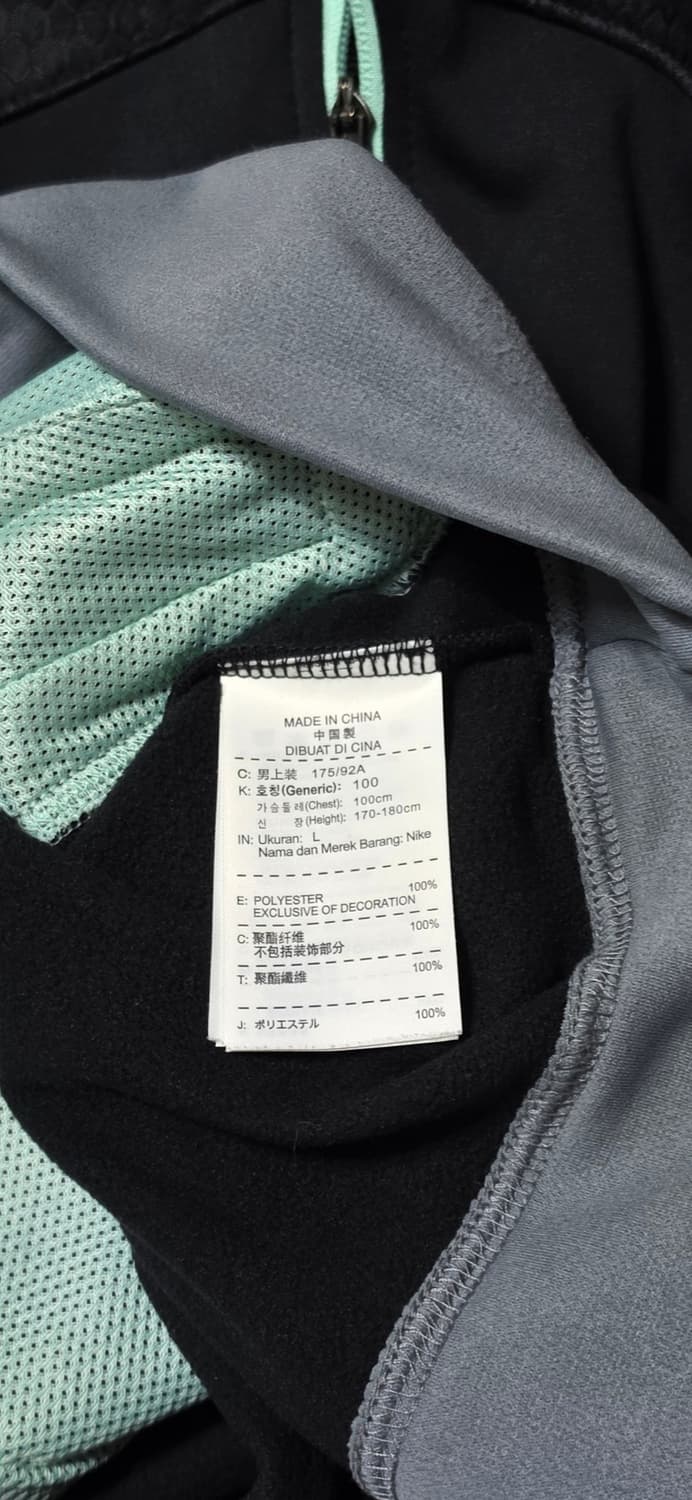 MADE IN CHINA
中国製
DIBUAT DI CINA
C: 男上装 175/92A
K: 호칭(Generic): 100
가슴둘레(Chest): 100cm
신 장(Height): 170-180cm
IN: Ukuran: L
Nama dan Merek Barang: Nike
E: POLYESTER 100%
EXCLUSIVE OF DECORATION
C: 聚酯纤维 100%
不包括装饰部分
T: 聚酯纖維 100%
J: ポリエステル 100%